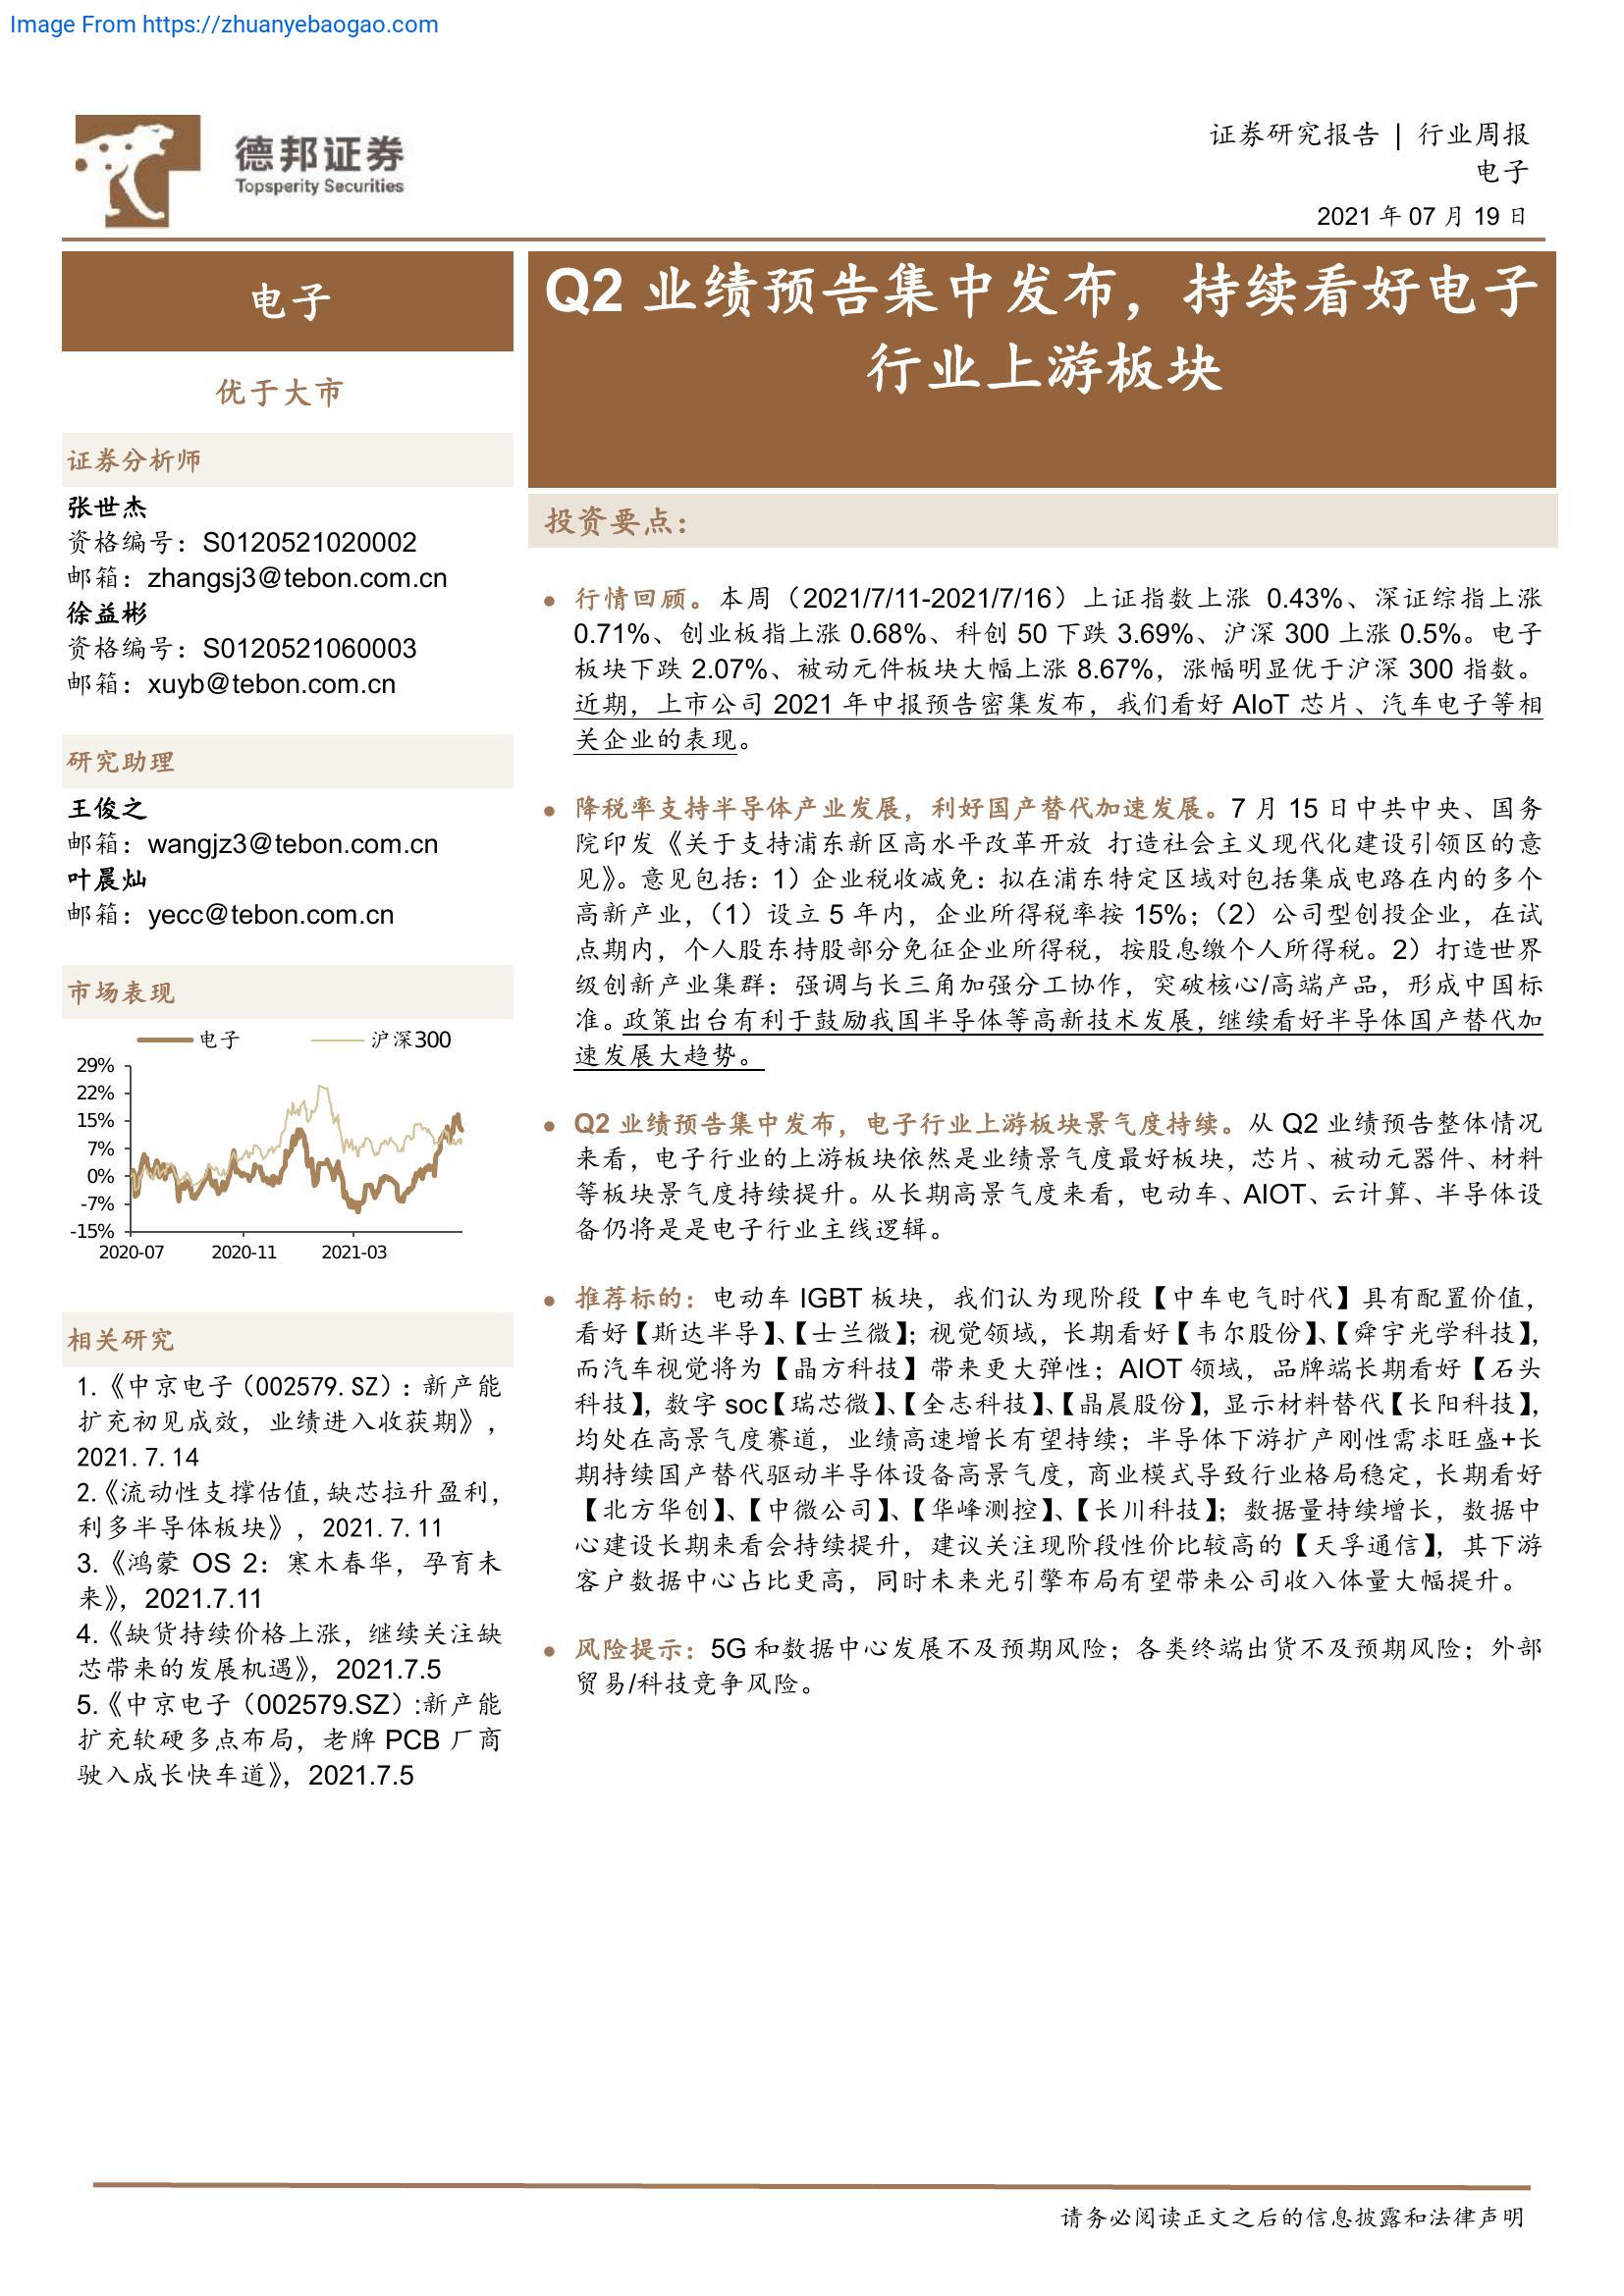 Image From https://zhuanyebaogao.com
德邦证券
Topsperity Securities
证券研究报告 | 行业周报
电子
2021 年 07 月 19 日
电子
优于大市
证券分析师
张世杰
资格编号：S0120521020002
邮箱：zhangsj3@tebon.com.cn
徐益彬
资格编号：S0120521060003
邮箱：xuyb@tebon.com.cn
研究助理
王俊之
邮箱：wangjz3@tebon.com.cn
叶晨灿
邮箱：yecc@tebon.com.cn
市场表现
电子 沪深300
29%
22%
15%
7%
0%
-7%
-15%
2020-07 2020-11 2021-03
相关研究
1.《中京电子（002579.SZ）：新产能
扩充初见成效，业绩进入收获期》，
2021.7.14
2.《流动性支撑估值，缺芯拉升盈利，
利多半导体板块》，2021.7.11
3.《鸿蒙 OS 2：寒木春华，孕育未
来》，2021.7.11
4.《缺货持续价格上涨，继续关注缺
芯带来的发展机遇》，2021.7.5
5.《中京电子（002579.SZ）:新产能
扩充软硬多点布局，老牌 PCB 厂商
驶入成长快车道》，2021.7.5
Q2 业绩预告集中发布，持续看好电子
行业上游板块
投资要点：
● 行情回顾。本周（2021/7/11-2021/7/16）上证指数上涨 0.43%、深证综指上涨
0.71%、创业板指上涨 0.68%、科创 50 下跌 3.69%、沪深 300 上涨 0.5%。电子
板块下跌 2.07%、被动元件板块大幅上涨 8.67%，涨幅明显优于沪深 300 指数。
近期，上市公司 2021 年中报预告密集发布，我们看好 AIoT 芯片、汽车电子等相
关企业的表现。
● 降税率支持半导体产业发展，利好国产替代加速发展。7 月 15 日中共中央、国务
院印发《关于支持浦东新区高水平改革开放 打造社会主义现代化建设引领区的意
见》。意见包括：1）企业税收减免：拟在浦东特定区域对包括集成电路在内的多个
高新产业，（1）设立 5 年内，企业所得税率按 15%；（2）公司型创投企业，在试
点期内，个人股东持股部分免征企业所得税，按股息缴个人所得税。2）打造世界
级创新产业集群：强调与长三角加强分工协作，突破核心/高端产品，形成中国标
准。政策出台有利于鼓励我国半导体等高新技术发展，继续看好半导体国产替代加
速发展大趋势。
● Q2 业绩预告集中发布，电子行业上游板块景气度持续。从 Q2 业绩预告整体情况
来看，电子行业的上游板块依然是业绩景气度最好板块，芯片、被动元器件、材料
等板块景气度持续提升。从长期高景气度来看，电动车、AIOT、云计算、半导体设
备仍将是是电子行业主线逻辑。
● 推荐标的：电动车 IGBT 板块，我们认为现阶段【中车电气时代】具有配置价值，
看好【斯达半导】、【士兰微】；视觉领域，长期看好【韦尔股份】、【舜宇光学科技】，
而汽车视觉将为【晶方科技】带来更大弹性；AIOT 领域，品牌端长期看好【石头
科技】，数字 soc【瑞芯微】、【全志科技】、【晶晨股份】，显示材料替代【长阳科技】，
均处在高景气度赛道，业绩高速增长有望持续；半导体下游扩产刚性需求旺盛+长
期持续国产替代驱动半导体设备高景气度，商业模式导致行业格局稳定，长期看好
【北方华创】、【中微公司】、【华峰测控】、【长川科技】；数据量持续增长，数据中
心建设长期来看会持续提升，建议关注现阶段性价比较高的【天孚通信】，其下游
客户数据中心占比更高，同时未来光引擎布局有望带来公司收入体量大幅提升。
● 风险提示：5G 和数据中心发展不及预期风险；各类终端出货不及预期风险；外部
贸易/科技竞争风险。
请务必阅读正文之后的信息披露和法律声明